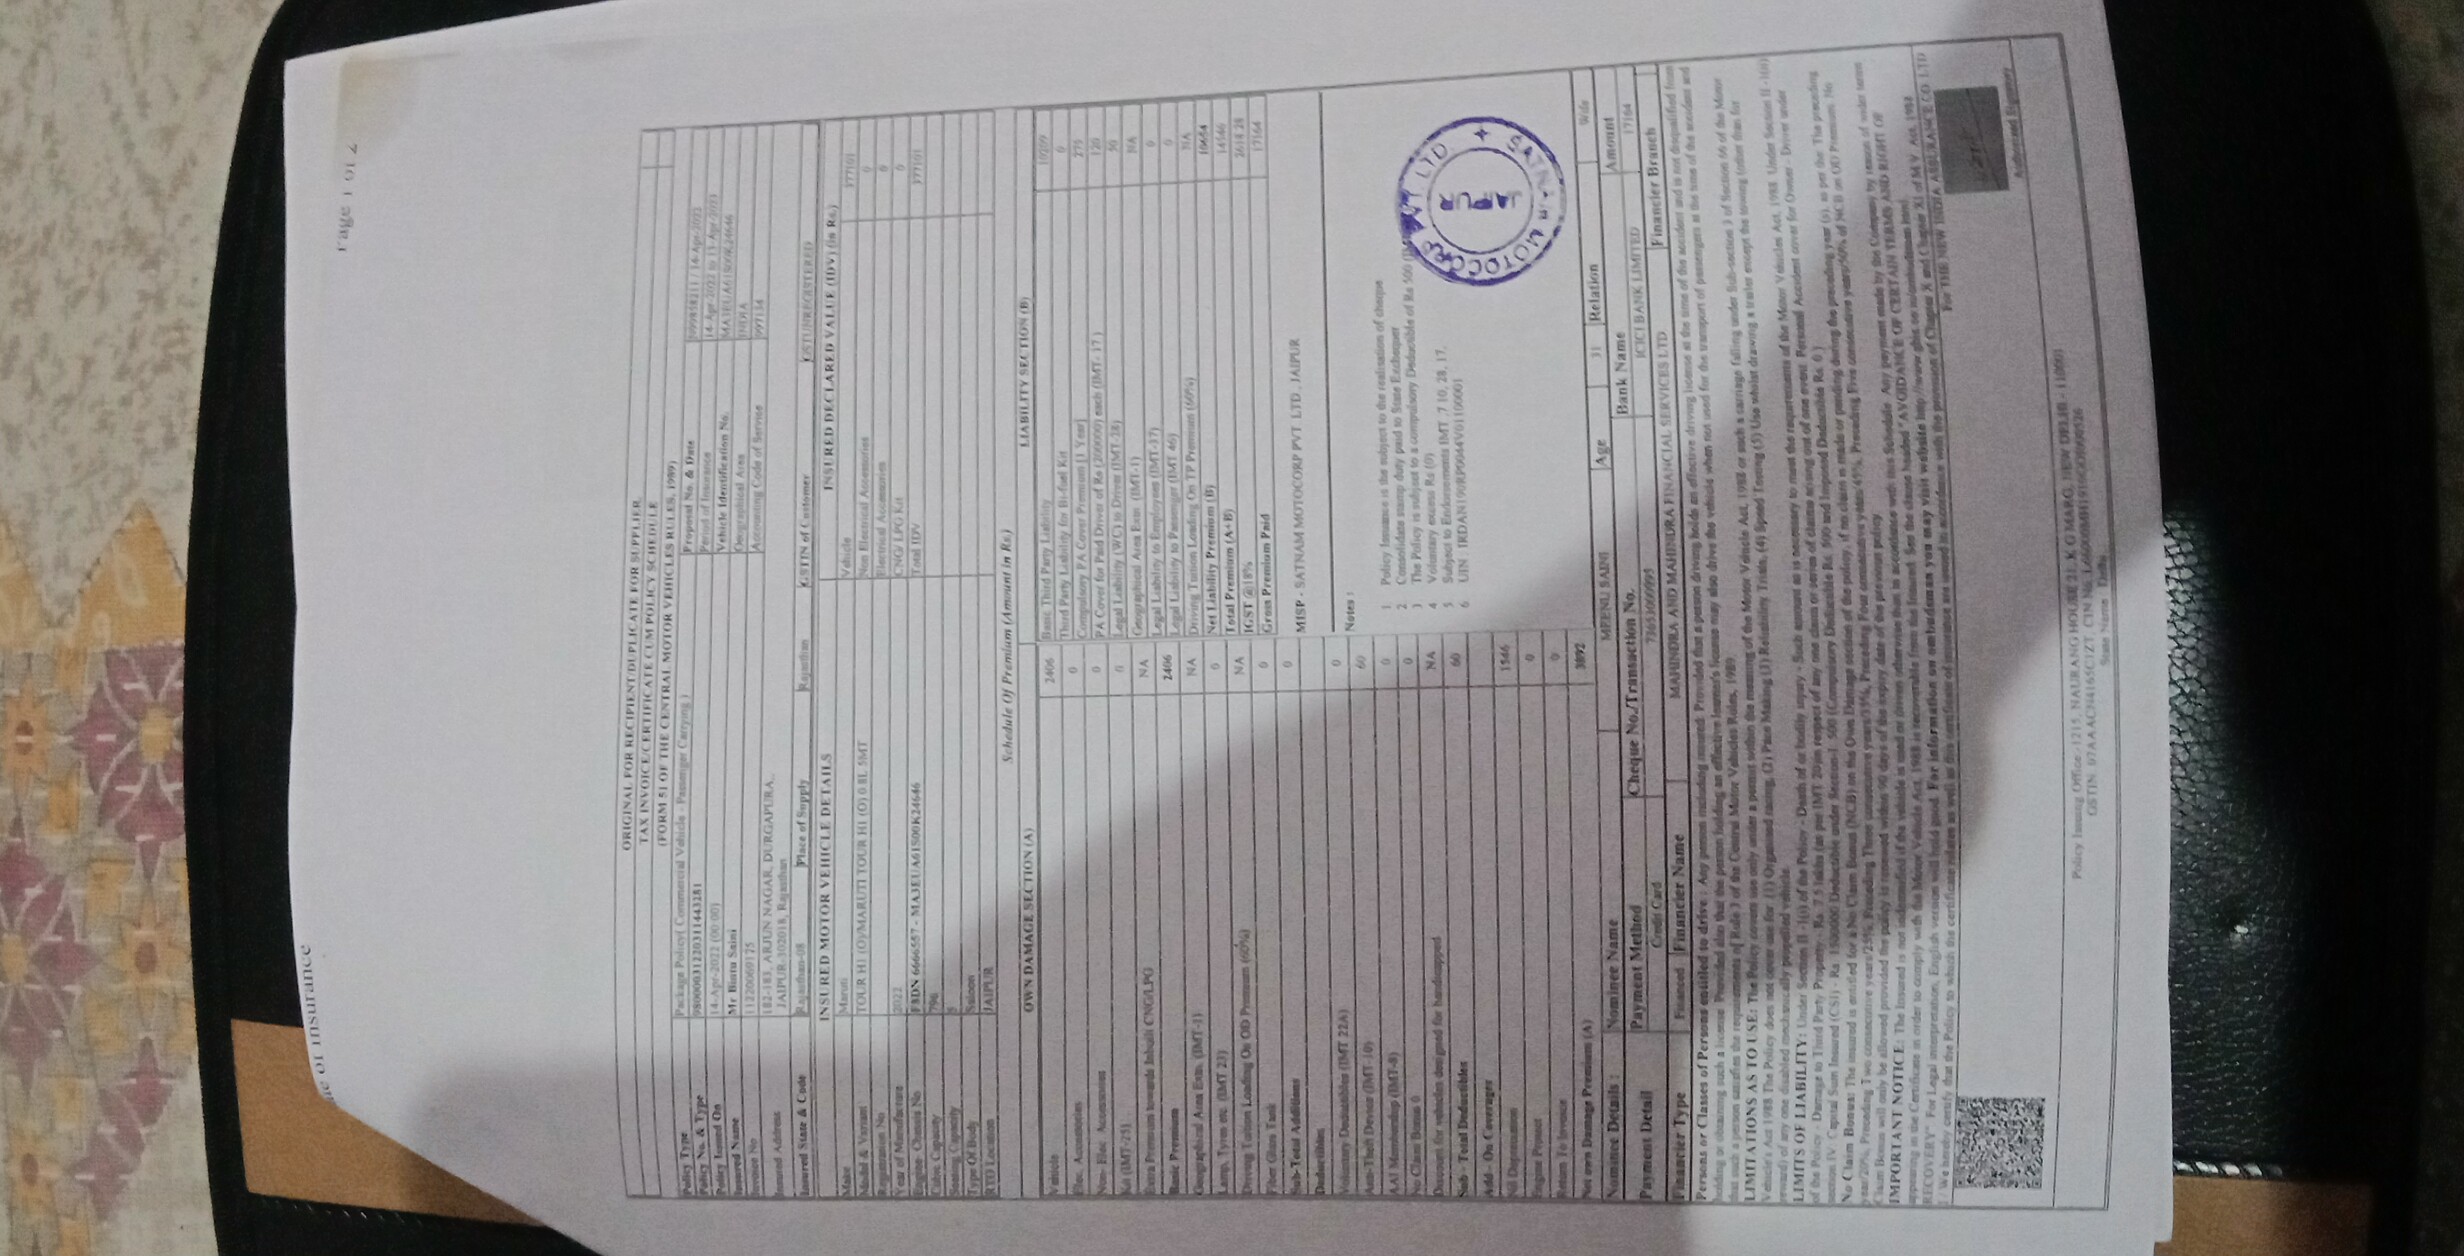 of Insurance
Page 1 of 2
ORIGINAL FOR RECIPIENT/DUPLICATE FOR SUPPLIER
TAX INVOICE/CERTIFICATE CUM POLICY SCHEDULE
(FORM 51 OF THE CENTRAL MOTOR VEHICLES RULES, 1989)
Policy Type Package Policy( Commercial Vehicle - Passenger Carrying ) Proposal No. & Date / 14-Apr-2022
Policy No. & Type 98000031220311443281 Period of Insurance 14-Apr-2022 to 13-Apr-2023
Policy Issued On 14-Apr-2022 (00:00) Vehicle Identification No. MA3EUA61S00K24646
Insured Name Mr Bintu Saini Geographical Area INDIA
Invoice No 11220069125 Accounting Code of Service 997134
Insured Address 182-183, ARJUN NAGAR, DURGAPURA,,
JAIPUR-302018, Rajasthan
Insured State & Code Rajasthan-08 Place of Supply Rajasthan GSTIN of Customer GSTUNREGISTERED
INSURED MOTOR VEHICLE DETAILS INSURED DECLARED VALUE (IDV) (in Rs.)
Make Maruti Vehicle 377101
Model & Variant TOUR H1 (O)/MARUTI TOUR H1 (O) 0.8L 5MT Non Electrical Accessories 0
Registration No Electrical Accessories 0
Year of Manufacture 2022 CNG/ LPG Kit 0
Engine- Chassis No F8DN 6666557 - MA3EUA61S00K24646 Total IDV 377101
Cubic Capacity 796
Seating Capacity 5
Type Of Body Saloon
RTO Location JAIPUR
Schedule Of Premium (Amount in Rs.)
OWN DAMAGE SECTION (A) LIABILITY SECTION (B)
Vehicle 2406
Elec. Accessories 0
Non- Elec Accessories 0
Kit (IMT-25) 0
Extra Premium towards Inbuilt CNG/LPG NA
Basic Premium 2406
Geographical Area Extn. (IMT-1) NA
Lamp, Tyres etc. (IMT 23) 0
Driving Tuition Loading On OD Premium (60%) NA
Fiber Glass Tank 0
Sub-Total Additions 0
Deductibles
Voluntary Deductibles (IMT 22A) 0
Anti-Theft Device (IMT-10) 60
AAI Membership (IMT-8) 0
No Claim Bonus 0 0
Discount for vehicles designed for handicapped NA
Sub - Total Deductibles 60
Add- On Coverages
Nil Depreciation 1546
Engine Protect 0
Return To Invoice 0
Net own Damage Premium (A) 3892
Basic Third Party Liability 10209
Third Party Liability for Bi-fuel Kit 0
Compulsory PA Cover Premium [1 Year] 275
PA Cover for Paid Driver of Rs (200000) each (IMT- 17 ) 120
Legal Liability (WC) to Driver (IMT-28) 50
Geographical Area Extn. (IMT-1) NA
Legal Liability to Employees (IMT-37) 0
Legal Liability to Passenger (IMT 46) 0
Driving Tuition Loading On TP Premium (60%) NA
Net Liability Premium (B) 10654
Total Premium (A+B) 14546
IGST @18% 2618.28
Gross Premium Paid 17164
MISP - SATNAM MOTOCORP PVT. LTD , JAIPUR
Notes :
1 Policy Issuance is the subject to the realisation of cheque
2 Consolidate stamp duty paid to State Exchequer
3 The Policy is subject to a compulsory Deductible of Rs 500
4 Voluntary excess Rs (0)
5 Subject to Endorsements IMT ,7 10, 28, 17,
6 UIN : IRDAN190RP0044V01100001
SATNAM MOTOCORP PVT. LTD.
JAIPUR
Nominee Details : Nominee Name MEENU SAINI Age 31 Relation Wife
Payment Detail Payment Method Cheque No./Transaction No. Bank Name Amount
Credit Card 73653060995 ICICI BANK LIMITED 17164
Financier Type Financed Financier Name MAHINDRA AND MAHINDRA FINANCIAL SERVICES LTD Financier Branch
Persons or Classes of Persons entitled to drive : Any person including insured: Provided that a person driving holds an effective driving license at the time of the accident and is not disqualified from
holding or obtaining such a license. Provided also that the person holding an effective learner's license may also drive the vehicle when not used for the transport of passengers at the time of the accident and
that such a person satisfies the requirements of Rule 3 of the Central Motor Vehicles Rules, 1989
LIMITATIONS AS TO USE: The Policy covers use only under a permit within the meaning of the Motor Vehicle Act, 1988 or such a carriage falling under Sub-section 3 of Section 66 of the Motor
Vehicle's Act 1988 The Policy does not cover use for: (1) Organised racing, (2) Pace Making (3) Reliability Trials, (4) Speed Testing (5) Use whilst drawing a trailer except the towing (other than for
reward) of any one disabled mechanically propelled vehicle.
LIMITS OF LIABILITY: Under Section II -1(i) of the Policy - Death of or bodily injury - Such amount as is necessary to meet the requirements of the Motor Vehicles Act, 1988. Under Section II -1(ii)
of the Policy - Damage to Third Party Property - Rs. 7.5 lakhs (as per IMT 20)in respect of any one claim or series of claims arising out of one event. Personal Accident cover for Owner - Driver under
section IV: Capital Sum Insured (CSI) - Rs. 1500000 Deductible under Section-I: 500 (Compulsory Deductible Rs. 500 and Imposed Deductible Rs. 0 )
No Claim Bonus: The insured is entitled for a No Claim Bonus (NCB) on the Own Damage section of the policy, if no claim is made or pending during the preceding year (s), as per the: The preceding
year/20%, Preceding Two consecutive years/25%, Preceding Three consecutive years/35%, Preceding Four consecutive years/45%, Preceding Five consecutive years/50% of NCB on OD Premium. No
Claim Bonus will only be allowed provided the policy is renewed within 90 days of the expiry date of the previous policy.
IMPORTANT NOTICE: The Insured is not indemnified if the vehicle is used or driven otherwise than in accordance with this Schedule. Any payment made by the Company by reason of wider terms
appearing in the Certificate in order to comply with the Motor Vehicle Act, 1988 is recoverable from the Insured. See the clause headed "AVOIDANCE OF CERTAIN TERMS AND RIGHT OF
RECOVERY". For Legal interpretation, English version will hold good. For information on ombudsman you may visit website
I / We hereby certify that the Policy to which the certificate relates as well as this certificate of insurance are issued in accordance with the provision of Chapter X and Chapter XI of M.V. Act, 1988
For THE NEW INDIA ASSURANCE CO. LTD
Authorized Signatory
Policy Issuing Office -1215, NAURANG HOUSE 21, K G MARG, NEW DELHI - 110001
GSTIN: 07AAACN4165C1ZT, CIN No.
State Name : Delhi